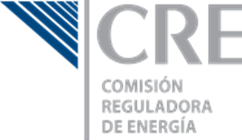 CRE
COMISIÓN
REGULADORA
DE ENERGÍA